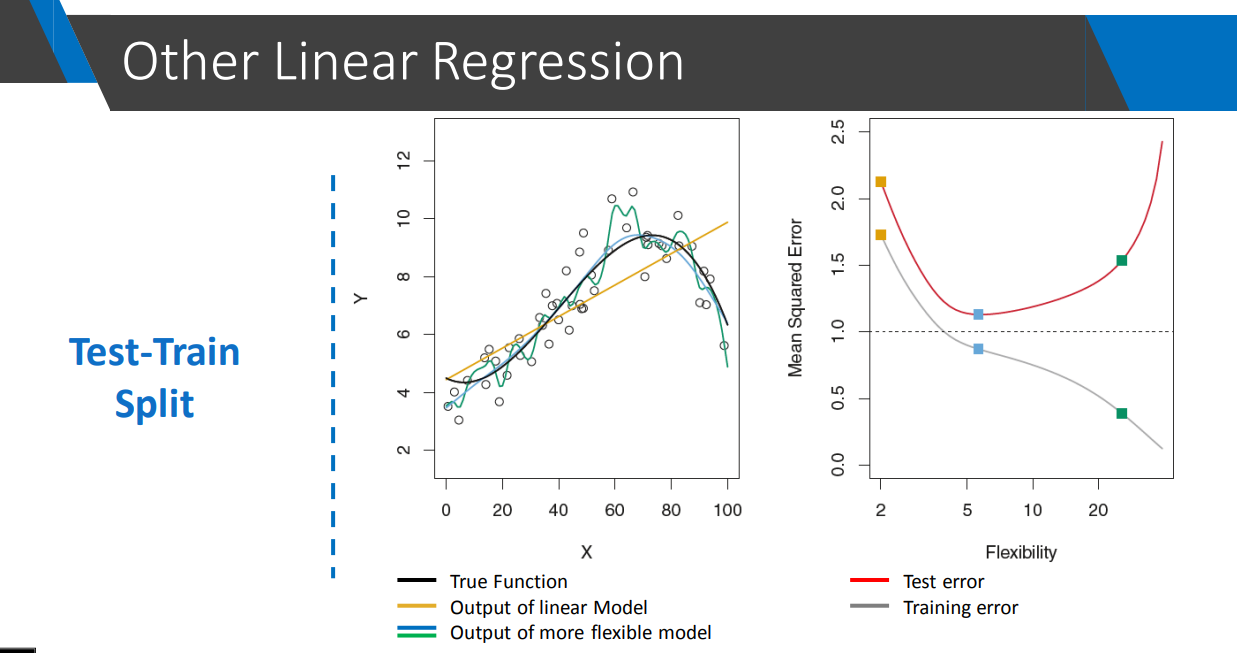 Other Linear Regression
Test-Train
Split
Y
12
10
8
6
4
2
0 20 40 60 80 100
X
True Function
Output of linear Model
Output of more flexible model
Mean Squared Error
2.5
2.0
1.5
1.0
0.5
0.0
2 5 10 20
Flexibility
Test error
Training error